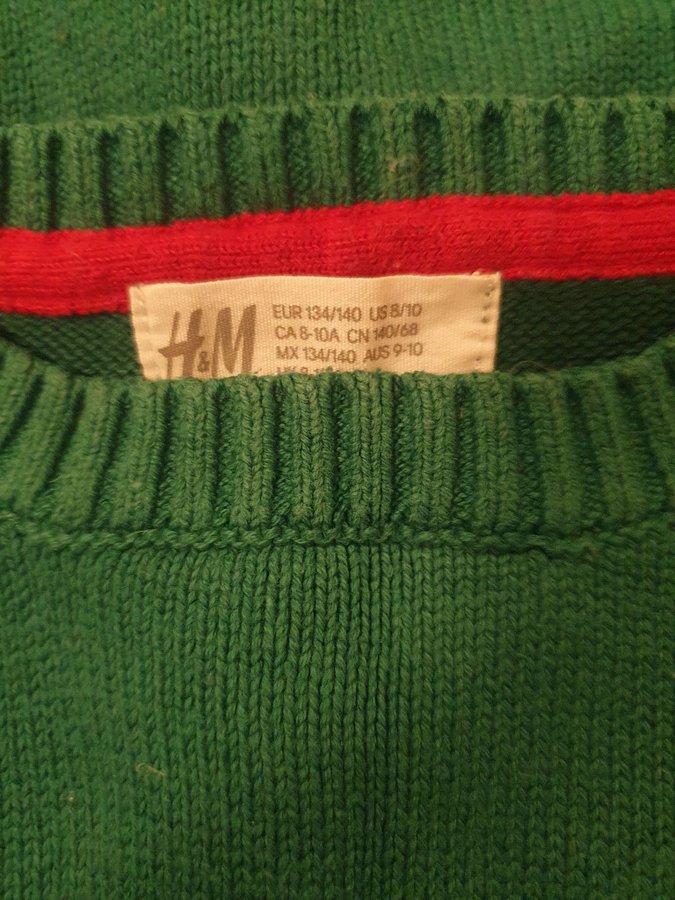 H&M
EUR 134/140 US 8/10
CA 8-10A CN 140/68
MX 134/140 AUS 9-10